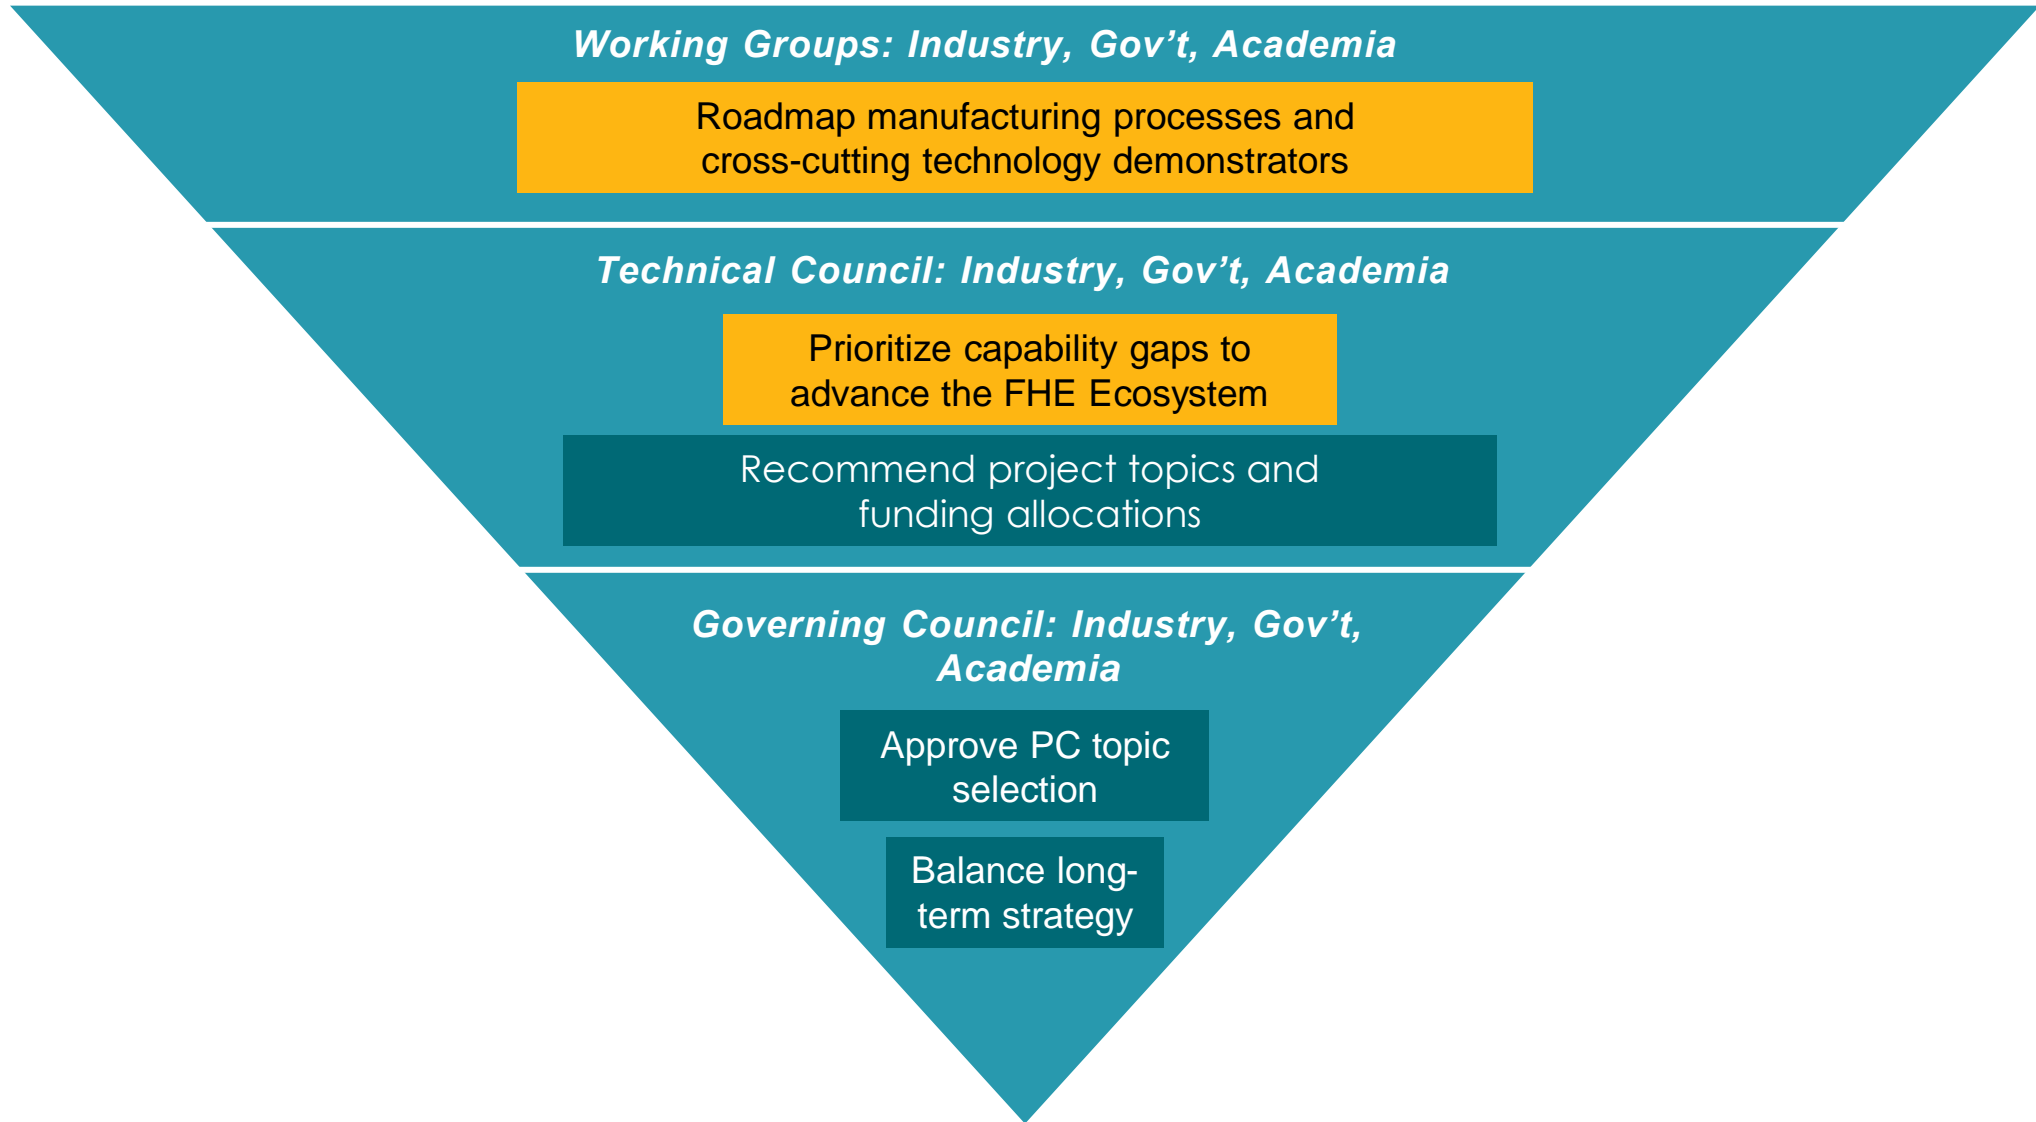 Working Groups: Industry, Gov’t, Academia
Roadmap manufacturing processes and
cross-cutting technology demonstrators
Technical Council: Industry, Gov’t, Academia
Prioritize capability gaps to
advance the FHE Ecosystem
Recommend project topics and
funding allocations
Governing Council: Industry, Gov’t,
Academia
Approve PC topic
selection
Balance long-
term strategy